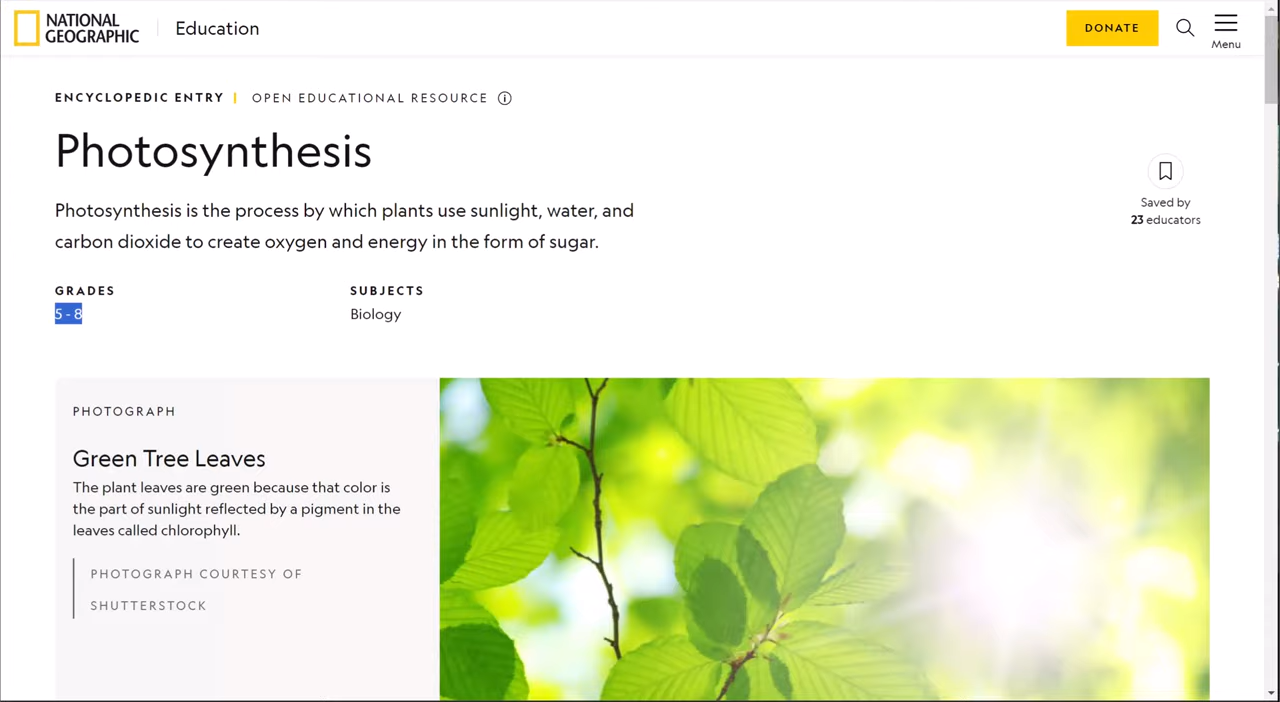 NATIONAL
GEOGRAPHIC
Education
DONATE
Menu
ENCYCLOPEDIC ENTRY
OPEN EDUCATIONAL RESOURCE
Photosynthesis
Photosynthesis is the process by which plants use sunlight, water, and
carbon dioxide to create oxygen and energy in the form of sugar.
Saved by
23 educators
GRADES
5 - 8
SUBJECTS
Biology
PHOTOGRAPH
Green Tree Leaves
The plant leaves are green because that color is
the part of sunlight reflected by a pigment in the
leaves called chlorophyll.
PHOTOGRAPH COURTESY OF
SHUTTERSTOCK